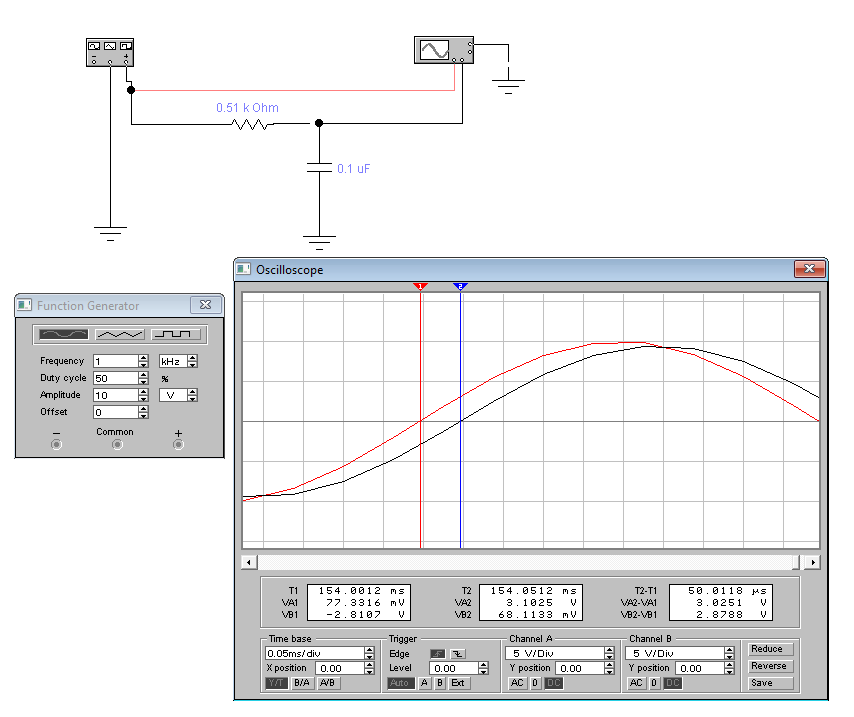 0.51 k Ohm
0.1 uF
Oscilloscope
Function Generator
Frequency 1 kHz
Duty cycle 50 %
Amplitude 10 V
Offset 0
− Common +
1 2
T1 154.0012 ms T2 154.0512 ms T2-T1 50.0118 µs
VA1 77.3316 mV VA2 3.1025 V VA2-VA1 3.0251 V
VB1 -2.8107 V VB2 68.1133 mV VB2-VB1 2.8788 V
Time base Trigger Channel A Channel B
0.05ms/div Edge 5 V/Div 5 V/Div Reduce
X position 0.00 Level 0.00 Y position 0.00 Y position 0.00 Reverse
Y/T B/A A/B Auto A B Ext AC 0 DC AC 0 DC Save